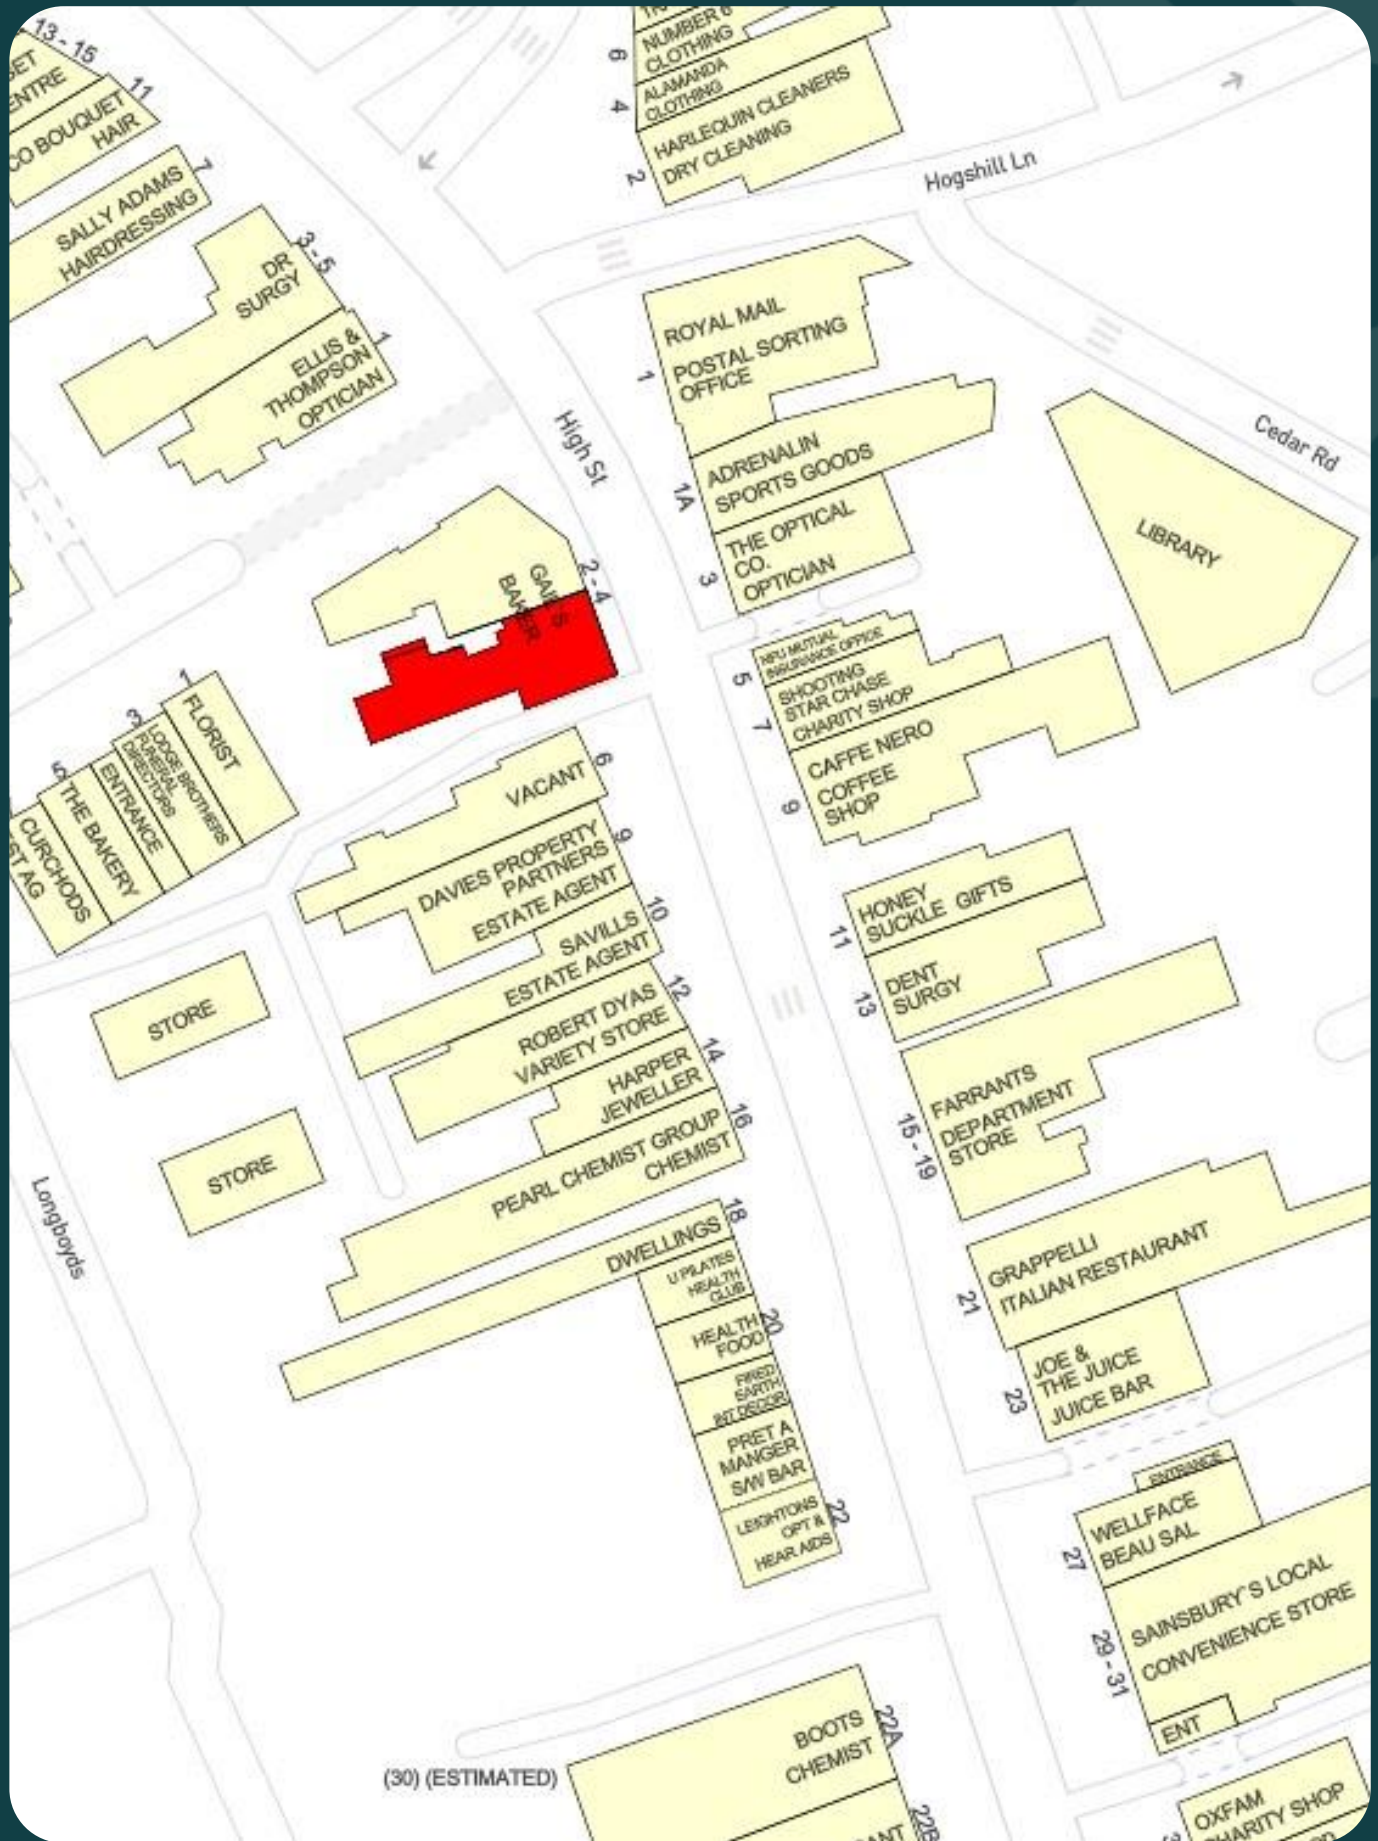 13 - 15
11
CO BOUQUET
HAIR
7
SALLY ADAMS
HAIRDRESSING
3 - 5
DR
SURGY
1
ELLIS &
THOMPSON
OPTICIAN
6
NUMBER 6
CLOTHING
4
ALAMANDA
CLOTHING
2
HARLEQUIN CLEANERS
DRY CLEANING
Hogshill Ln
Cedar Rd
High St
1
ROYAL MAIL
POSTAL SORTING
OFFICE
1A
ADRENALIN
SPORTS GOODS
3
THE OPTICAL
CO.
OPTICIAN
LIBRARY
2 - 4
GAIL'S
BAKER
5
NFU MUTUAL
INSURANCE OFFICE
7
SHOOTING
STAR CHASE
CHARITY SHOP
9
CAFFE NERO
COFFEE
SHOP
1
FLORIST
3
LODGE BROTHERS
FUNERAL
DIRECTORS
ENTRANCE
5
THE BAKERY
CURCHODS
ST AG
6
VACANT
9
DAVIES PROPERTY
PARTNERS
ESTATE AGENT
10
SAVILLS
ESTATE AGENT
12
ROBERT DYAS
VARIETY STORE
14
HARPER
JEWELLER
16
PEARL CHEMIST GROUP
CHEMIST
11
HONEY
SUCKLE GIFTS
13
DENT
SURGY
15 - 19
FARRANTS
DEPARTMENT
STORE
STORE
STORE
Longboyds
18
DWELLINGS
U PILATES
HEALTH
CLUB
20
HEALTH
FOOD
FIRED
EARTH
INT DECOR
PRET A
MANGER
S/W BAR
22
LEIGHTONS
OPT &
HEAR AIDS
21
GRAPPELLI
ITALIAN RESTAURANT
23
JOE &
THE JUICE
JUICE BAR
ENTRANCE
27
WELLFACE
BEAU SAL
29 - 31
SAINSBURY'S LOCAL
CONVENIENCE STORE
ENT
22A
BOOTS
CHEMIST
(30) (ESTIMATED)
22B
OXFAM
CHARITY SHOP